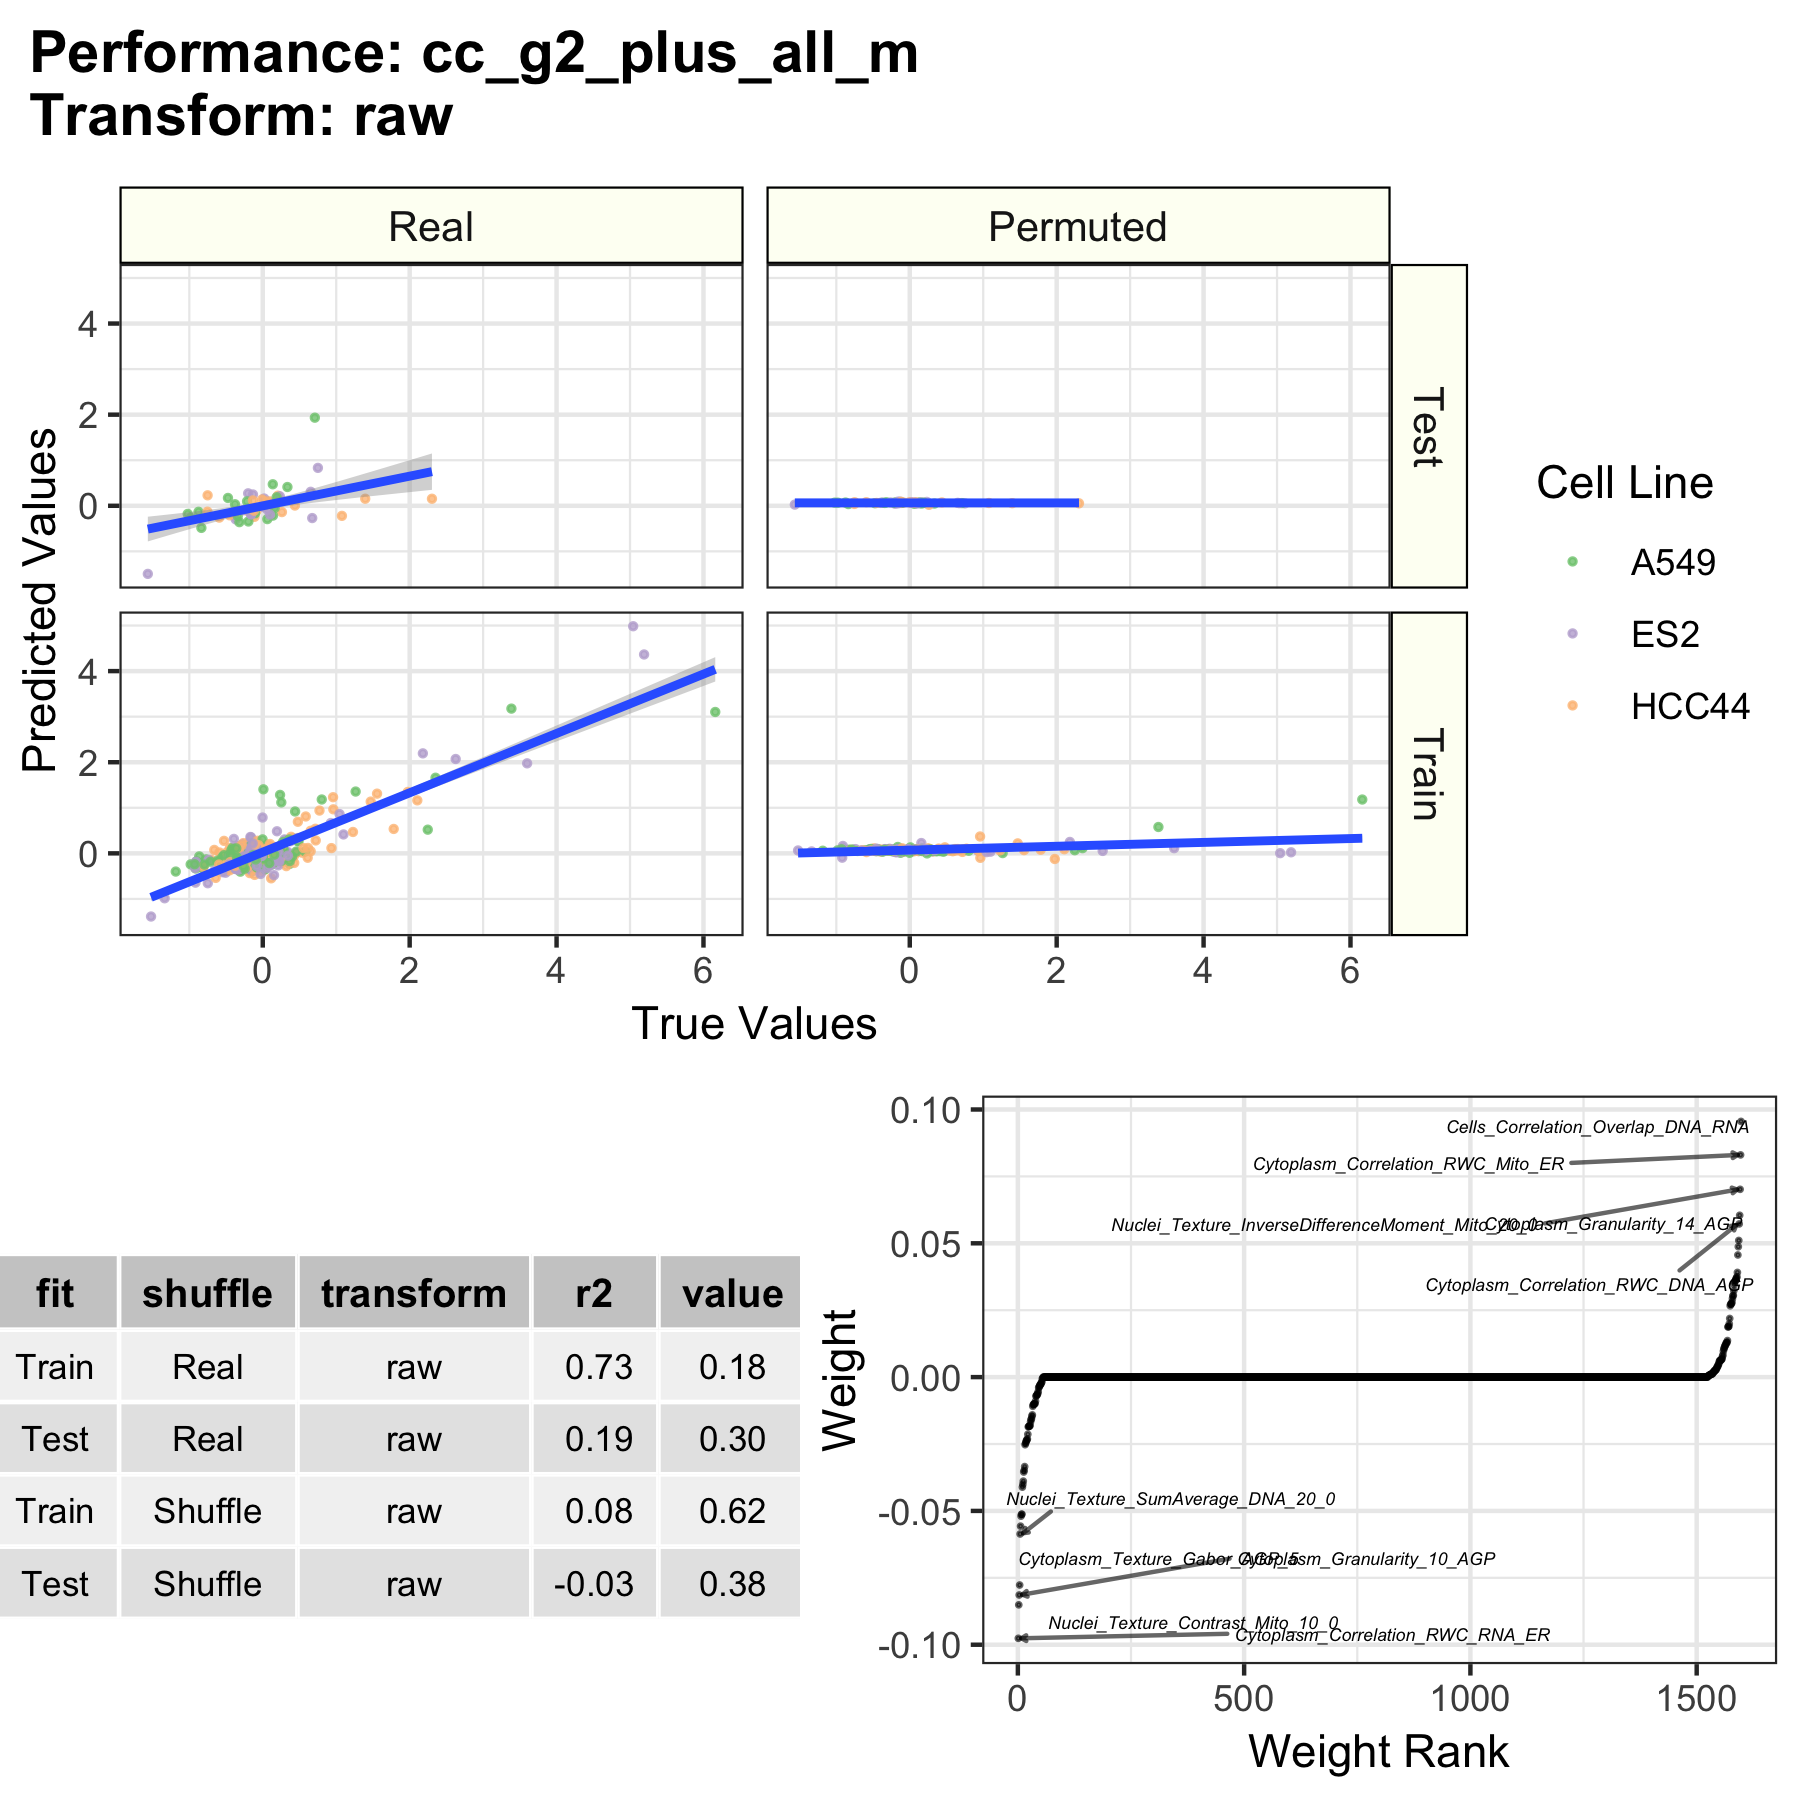 Performance: cc_g2_plus_all_m
Transform: raw
Real
Permuted
4
2
0
Test
4
2
0
Train
0 2 4 6
0 2 4 6
Predicted Values
True Values
Cell Line
A549
ES2
HCC44
fit shuffle transform r2 value
Train Real raw 0.73 0.18
Test Real raw 0.19 0.30
Train Shuffle raw 0.08 0.62
Test Shuffle raw -0.03 0.38
Weight
0.10
0.05
0.00
-0.05
-0.10
Cells_Correlation_Overlap_DNA_RNA
Cytoplasm_Correlation_RWC_Mito_ER
Nuclei_Texture_InverseDifferenceMoment_Mito_20_0
Cytoplasm_Granularity_14_AGP
Cytoplasm_Correlation_RWC_DNA_AGP
Nuclei_Texture_SumAverage_DNA_20_0
Cytoplasm_Texture_Gabor_AGP_5
Cytoplasm_Granularity_10_AGP
Nuclei_Texture_Contrast_Mito_10_0
Cytoplasm_Correlation_RWC_RNA_ER
0 500 1000 1500
Weight Rank